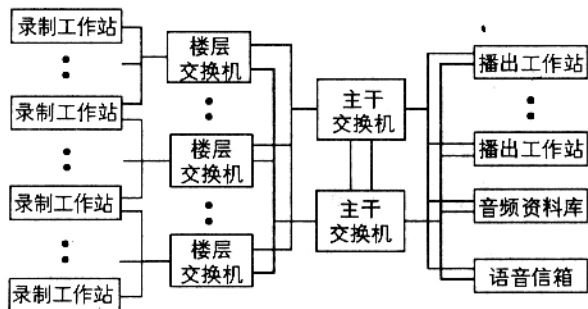 录制工作站
录制工作站
录制工作站
录制工作站
楼层
交换机
楼层
交换机
楼层
交换机
主干
交换机
主干
交换机
播出工作站
播出工作站
音频资料库
语音信箱